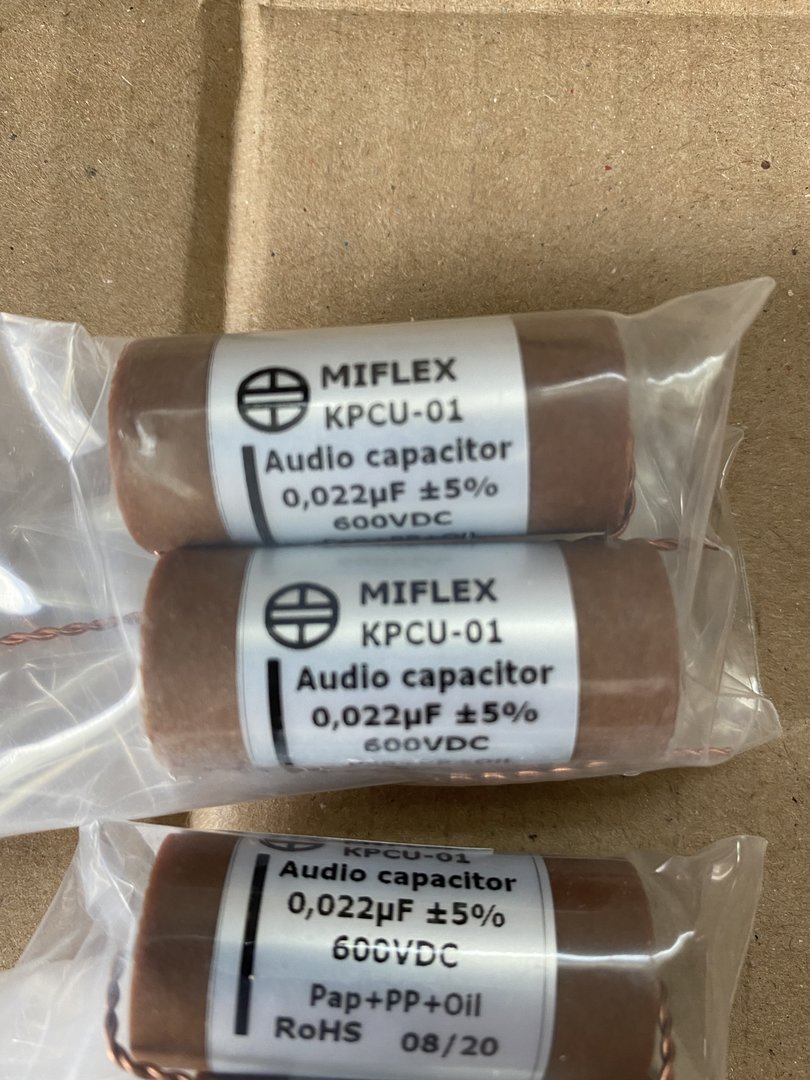 MIFLEX
KPCU-01
Audio capacitor
0,022µF ±5%
600VDC
MIFLEX
KPCU-01
Audio capacitor
0,022µF ±5%
600VDC
KPCU-01
Audio capacitor
0,022µF ±5%
600VDC
Pap+PP+Oil
RoHS 08/20